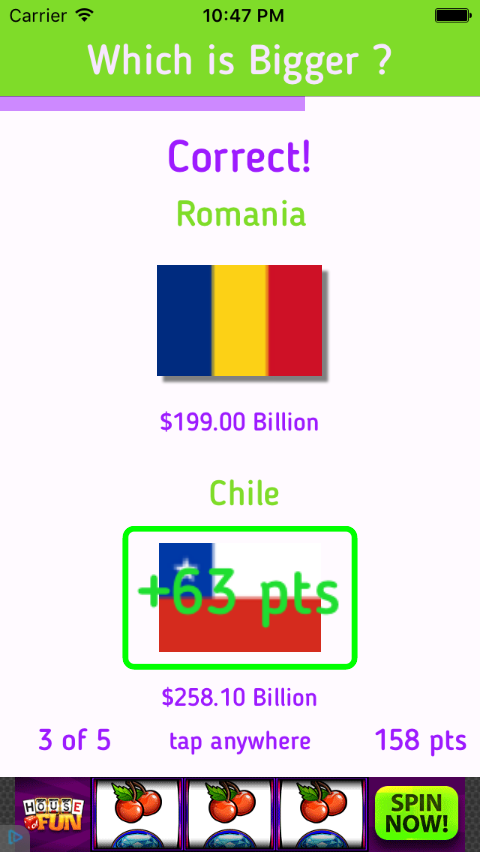 Carrier 10:47 PM
Which is Bigger ?
Correct!
Romania
$199.00 Billion
Chile
+63 pts
$258.10 Billion
3 of 5 tap anywhere 158 pts
HOUSE of FUN
SPIN NOW!